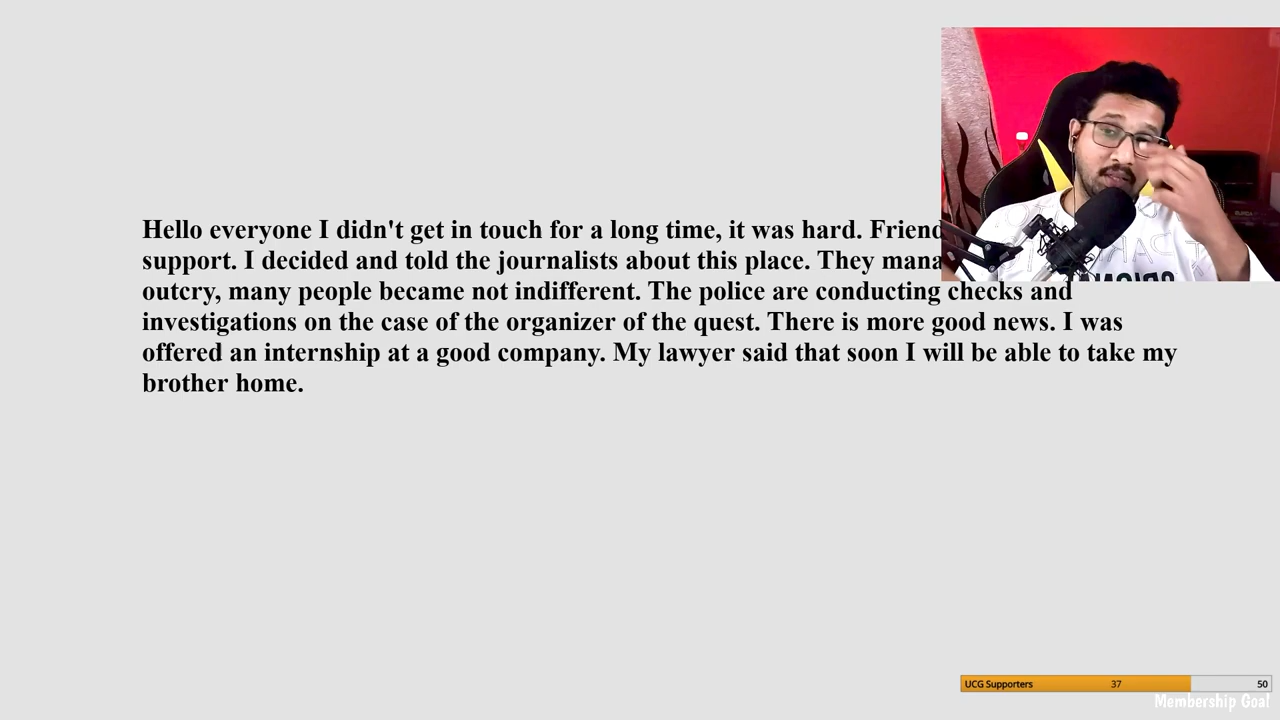 Hello everyone I didn't get in touch for a long time, it was hard. Friend
support. I decided and told the journalists about this place. They mana
outcry, many people became not indifferent. The police are conducting checks and
investigations on the case of the organizer of the quest. There is more good news. I was
offered an internship at a good company. My lawyer said that soon I will be able to take my
brother home.
UCG Supporters 37 50
Membership Goal